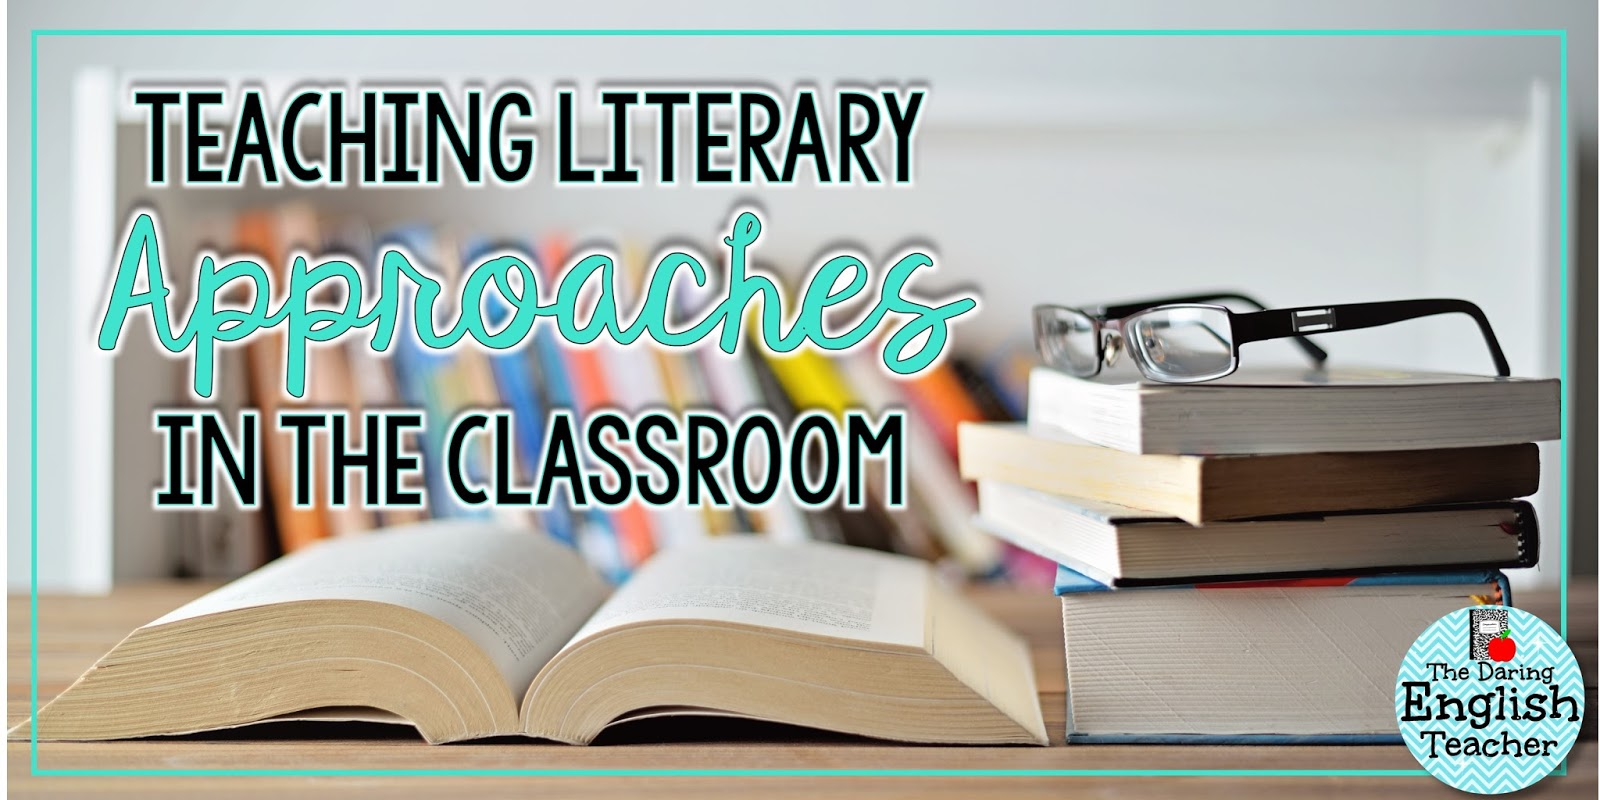 TEACHING LITERARY
Approaches
IN THE CLASSROOM
The Daring
English
Teacher